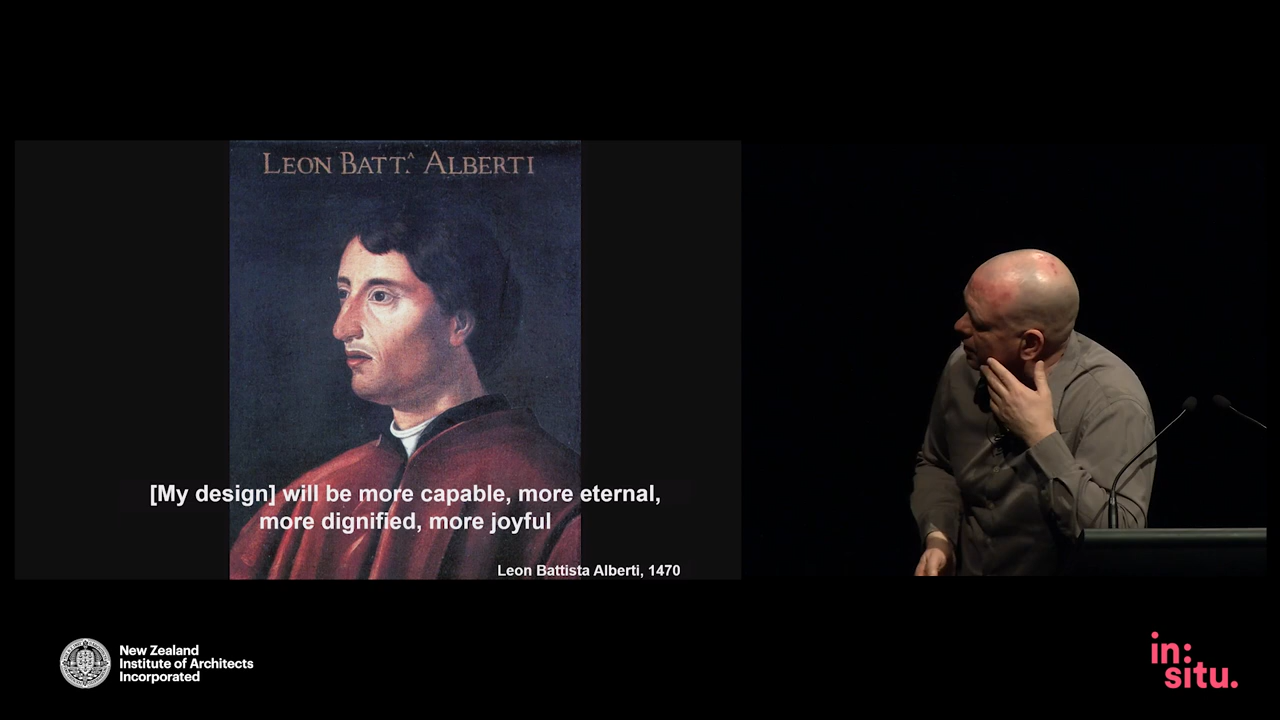 LEON BATT.ᴬ ALBERTI
[My design] will be more capable, more eternal,
more dignified, more joyful
Leon Battista Alberti, 1470
New Zealand
Institute of Architects
Incorporated
in:
situ.